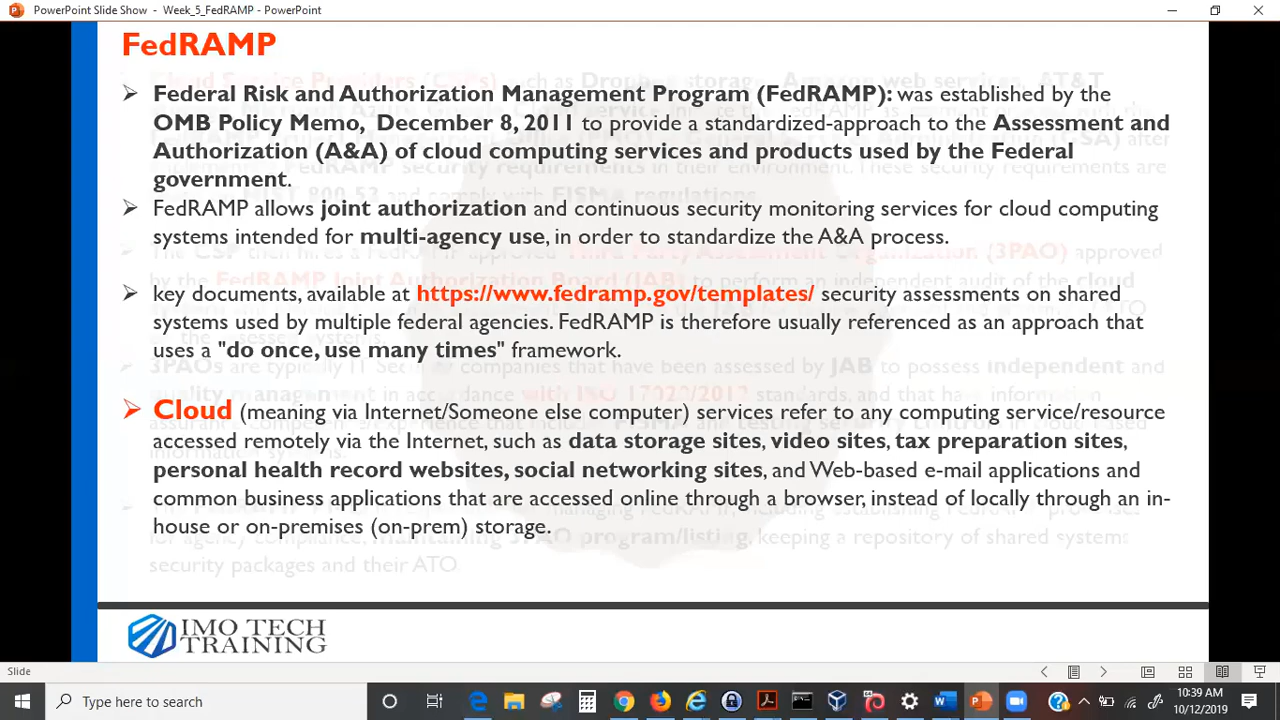 PowerPoint Slide Show - Week_5_FedRAMP - PowerPoint
FedRAMP
➢ Federal Risk and Authorization Management Program (FedRAMP): was established by the
OMB Policy Memo, December 8, 2011 to provide a standardized-approach to the Assessment and
Authorization (A&A) of cloud computing services and products used by the Federal
government.
➢ FedRAMP allows joint authorization and continuous security monitoring services for cloud computing
systems intended for multi-agency use, in order to standardize the A&A process.
➢ key documents, available at https://www.fedramp.gov/templates/ security assessments on shared
systems used by multiple federal agencies. FedRAMP is therefore usually referenced as an approach that
uses a "do once, use many times" framework.
➢ Cloud (meaning via Internet/Someone else computer) services refer to any computing service/resource
accessed remotely via the Internet, such as data storage sites, video sites, tax preparation sites,
personal health record websites, social networking sites, and Web-based e-mail applications and
common business applications that are accessed online through a browser, instead of locally through an in-
house or on-premises (on-prem) storage.
security packages and their ATO
IMO TECH
TRAINING
Slide
Type here to search
10:39 AM
10/12/2019